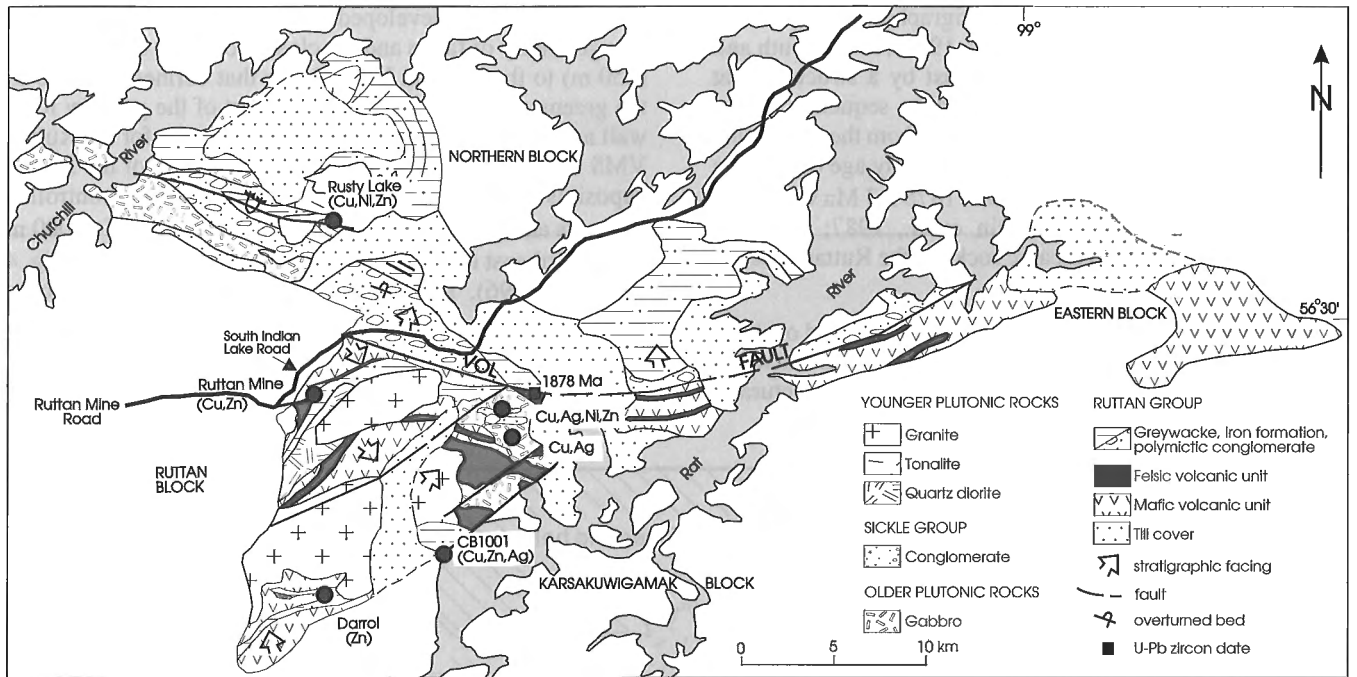 99°
N
NORTHERN BLOCK
River
Churchill
Rusty Lake
(Cu,Ni,Zn)
River
EASTERN BLOCK
56°30'
FAULT
South Indian
Lake Road
VOL
Ruttan Mine
(Cu,Zn)
Ruttan Mine
Road
1878 Ma
Cu,Ag,Ni,Zn
Cu,Ag
Rat
RUTTAN
BLOCK
CB1001
(Cu,Zn,Ag)
KARSAKUWIGAMAK BLOCK
Darrol
(Zn)
0 5 10 km
YOUNGER PLUTONIC ROCKS
Granite
Tonalite
Quartz diorite
SICKLE GROUP
Conglomerate
OLDER PLUTONIC ROCKS
Gabbro
RUTTAN GROUP
Greywacke, Iron formation,
polymictic conglomerate
Felsic volcanic unit
Mafic volcanic unit
Till cover
stratigraphic facing
fault
overturned bed
U-Pb zircon date